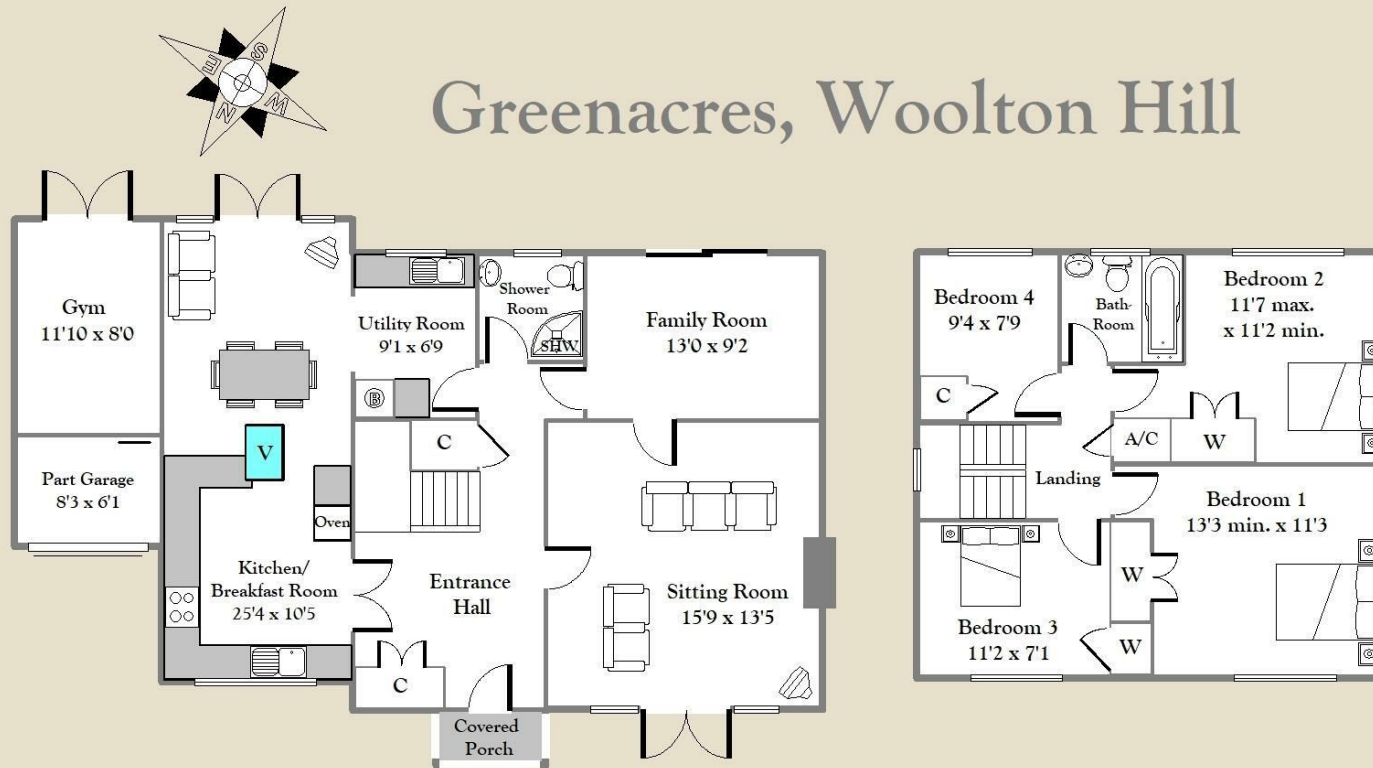 Greenacres, Woolton Hill
S
E
W
N
Gym
11'10 x 8'0
Part Garage
8'3 x 6'1
V
Oven
Kitchen/
Breakfast Room
25'4 x 10'5
Utility Room
9'1 x 6'9
B
Shower
Room
SHW
Family Room
13'0 x 9'2
C
Entrance
Hall
C
Sitting Room
15'9 x 13'5
Covered
Porch
Bedroom 4
9'4 x 7'9
C
Bath-
Room
Bedroom 2
11'7 max.
x 11'2 min.
A/C
W
Landing
Bedroom 1
13'3 min. x 11'3
W
W
Bedroom 3
11'2 x 7'1